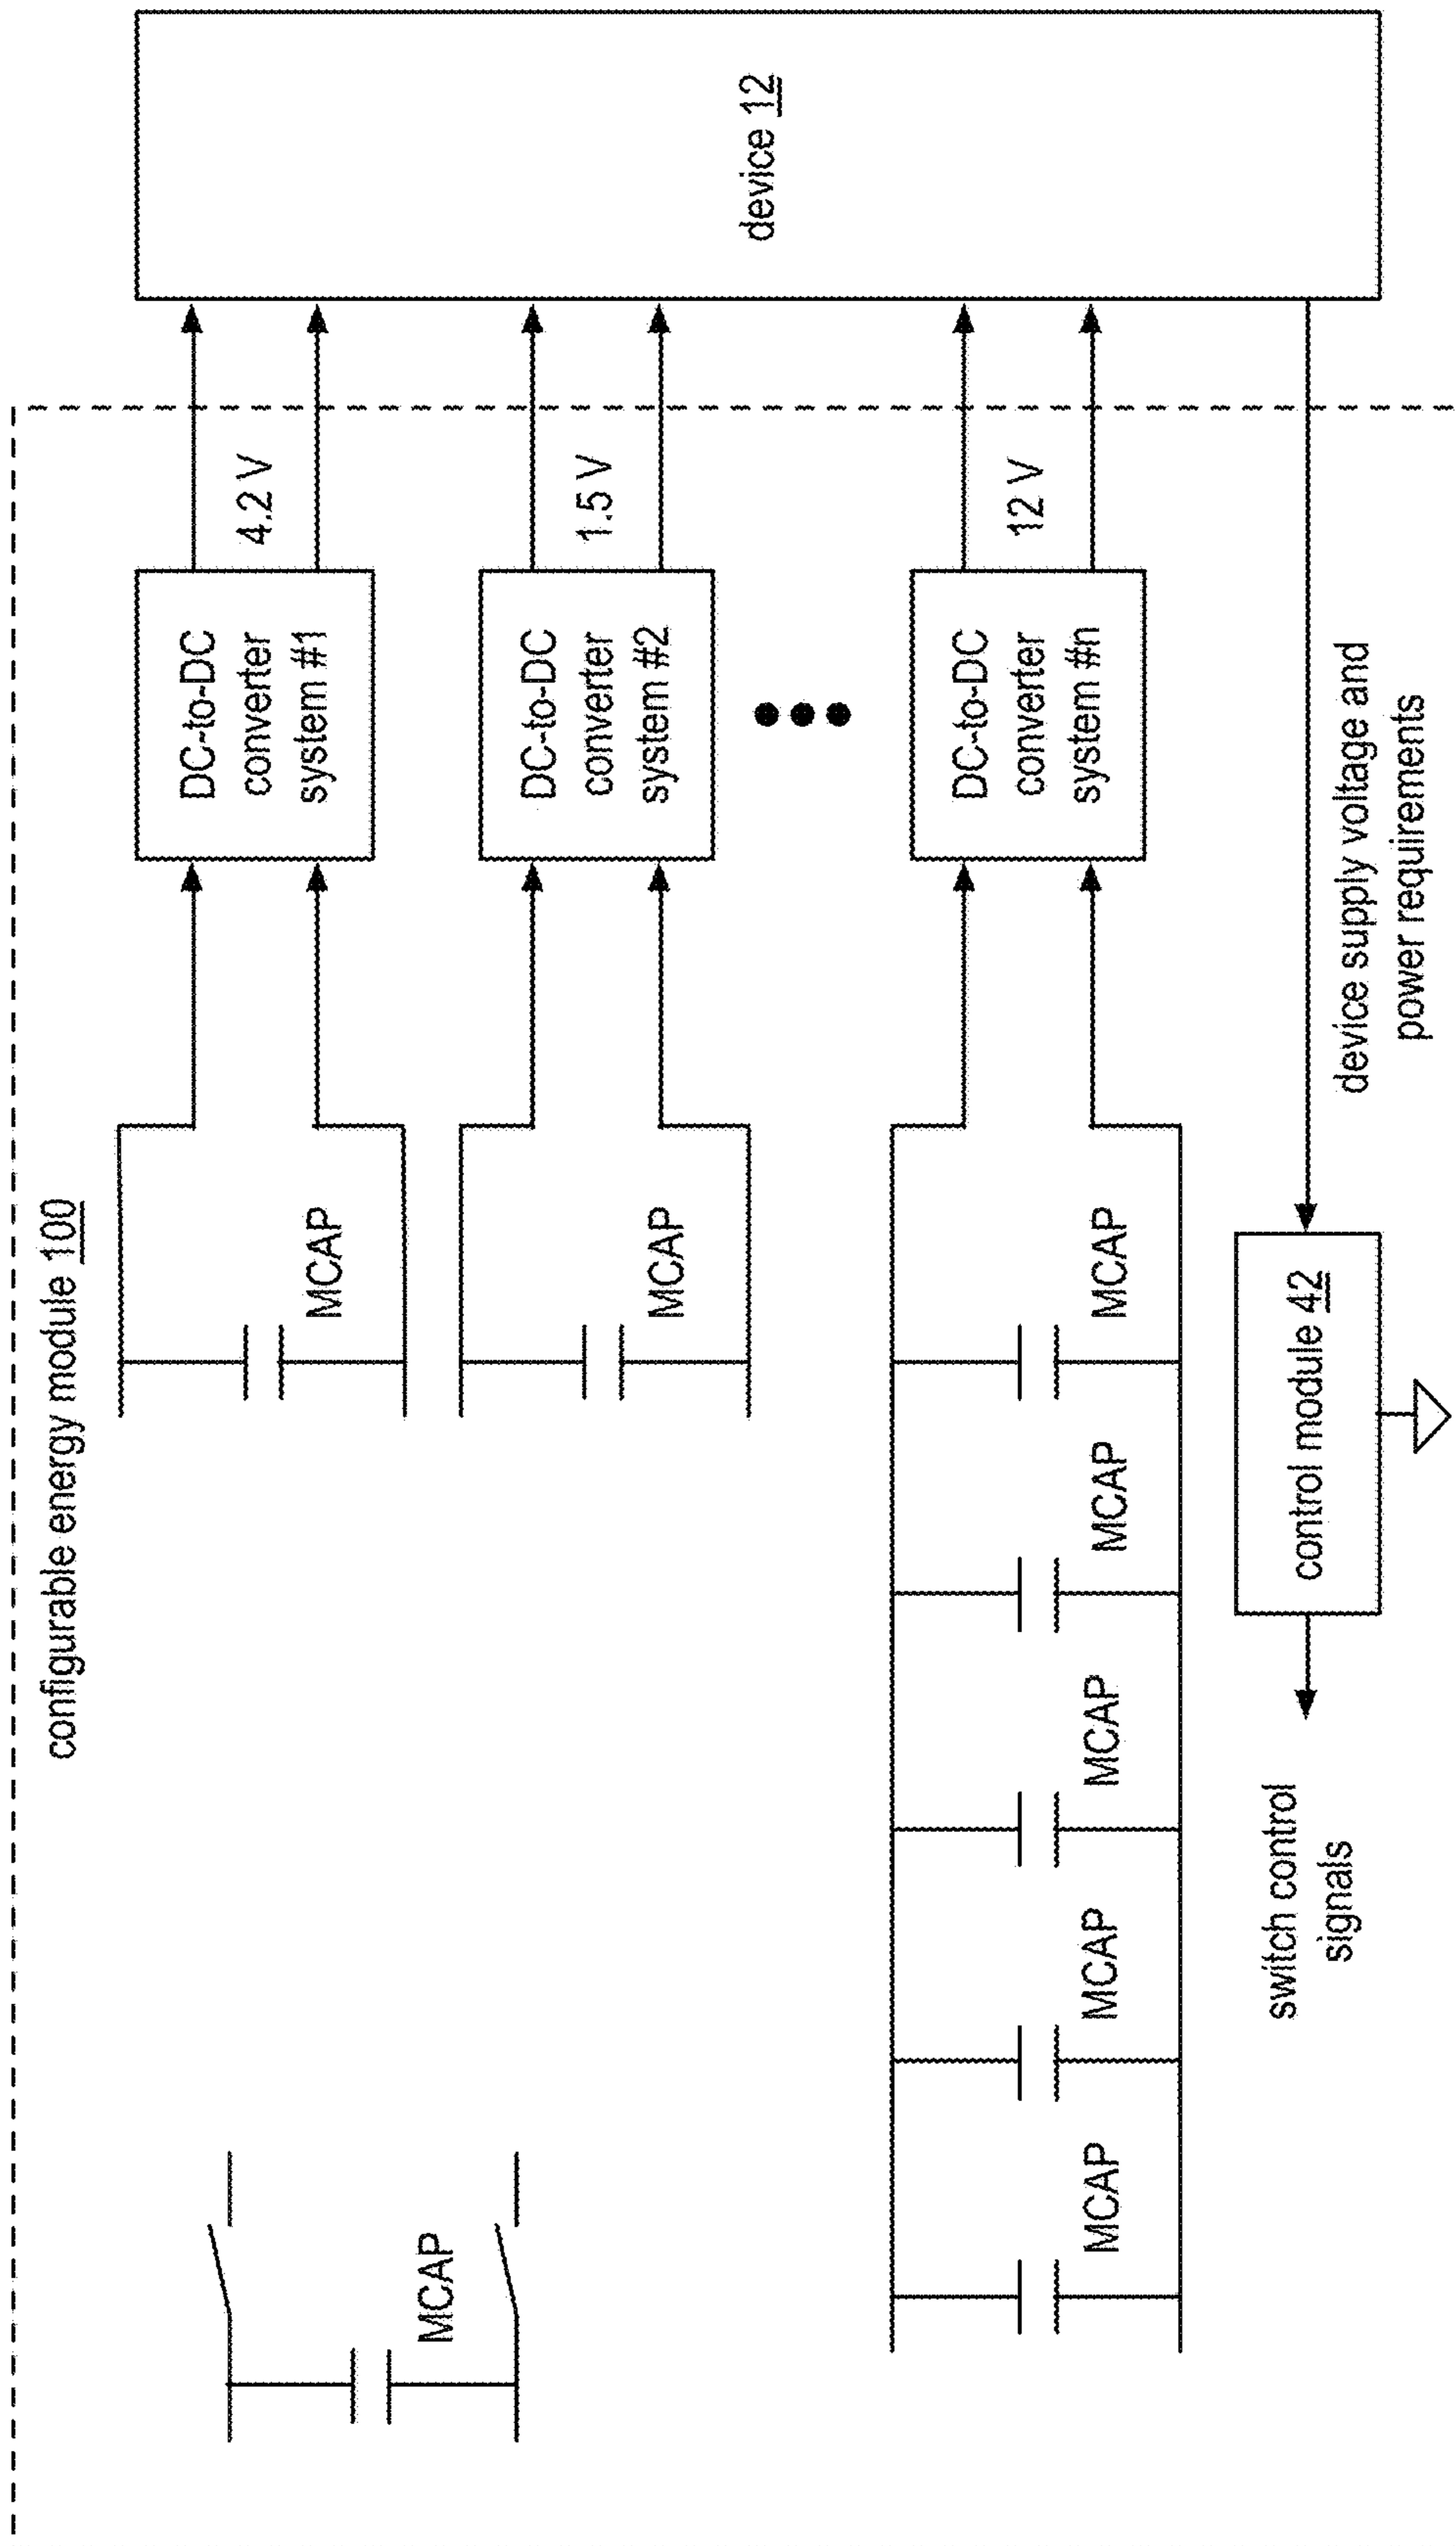 configurable energy module 100
MCAP
MCAP
DC-to-DC
converter
system #1
4.2 V
MCAP
DC-to-DC
converter
system #2
1.5 V
device 12
MCAP
MCAP
MCAP
MCAP
MCAP
DC-to-DC
converter
system #n
12 V
switch control
signals
control module 42
device supply voltage and
power requirements